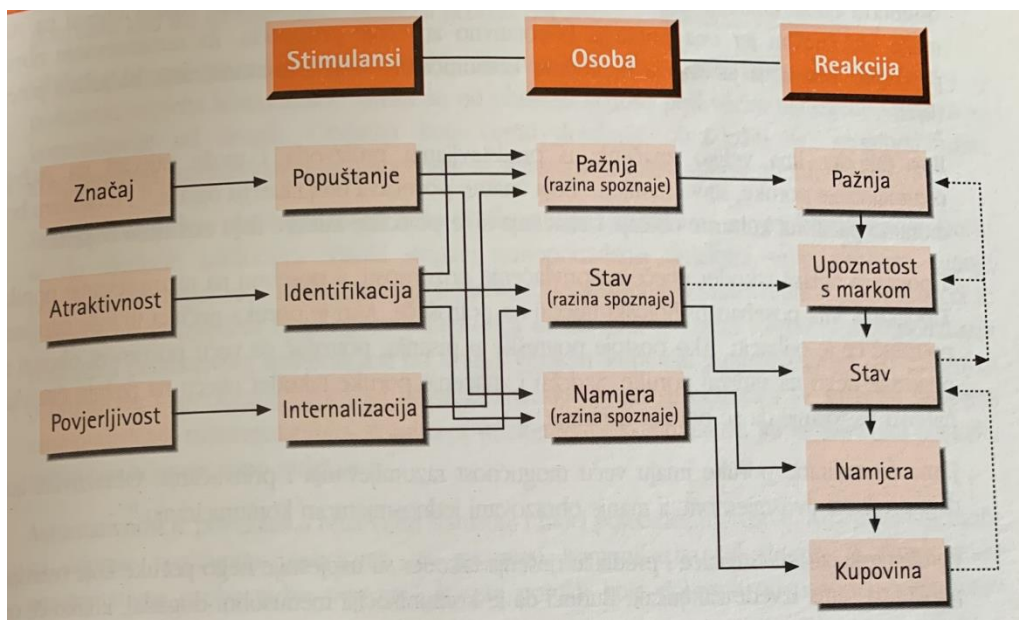 Stimulansi
Osoba
Reakcija
Značaj
Popuštanje
Pažnja
(razina spoznaje)
Pažnja
Atraktivnost
Identifikacija
Stav
(razina spoznaje)
Upoznatost
s markom
Stav
Povjerljivost
Internalizacija
Namjera
(razina spoznaje)
Namjera
Kupovina